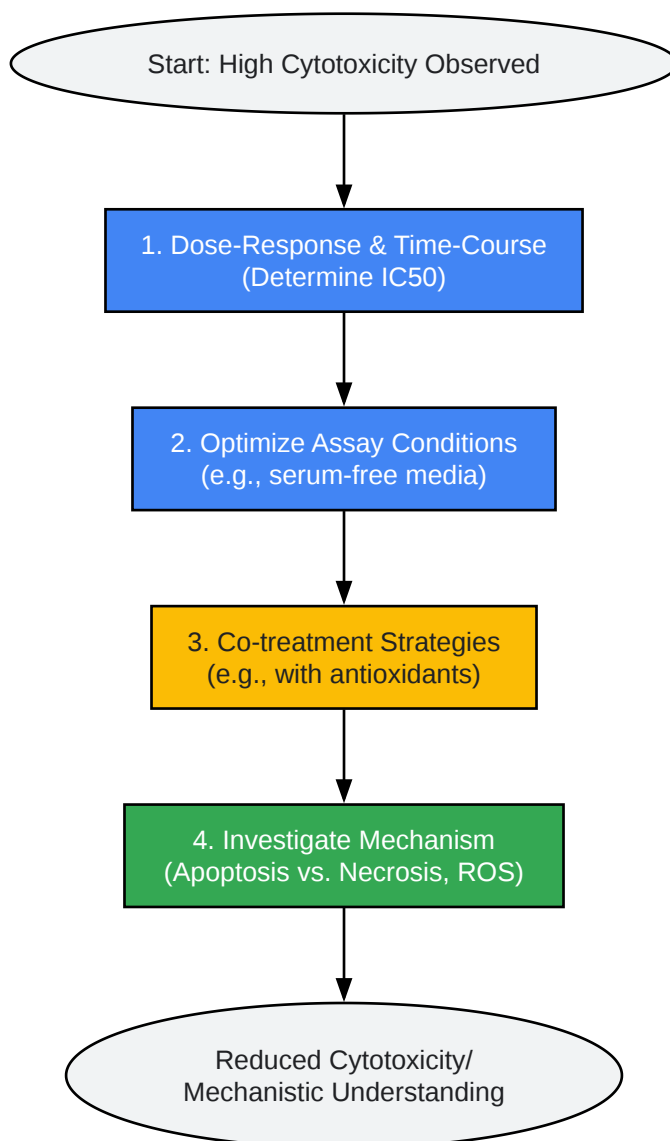 Start: High Cytotoxicity Observed
1. Dose-Response & Time-Course
(Determine IC50)
2. Optimize Assay Conditions
(e.g., serum-free media)
3. Co-treatment Strategies
(e.g., with antioxidants)
4. Investigate Mechanism
(Apoptosis vs. Necrosis, ROS)
Reduced Cytotoxicity/
Mechanistic Understanding